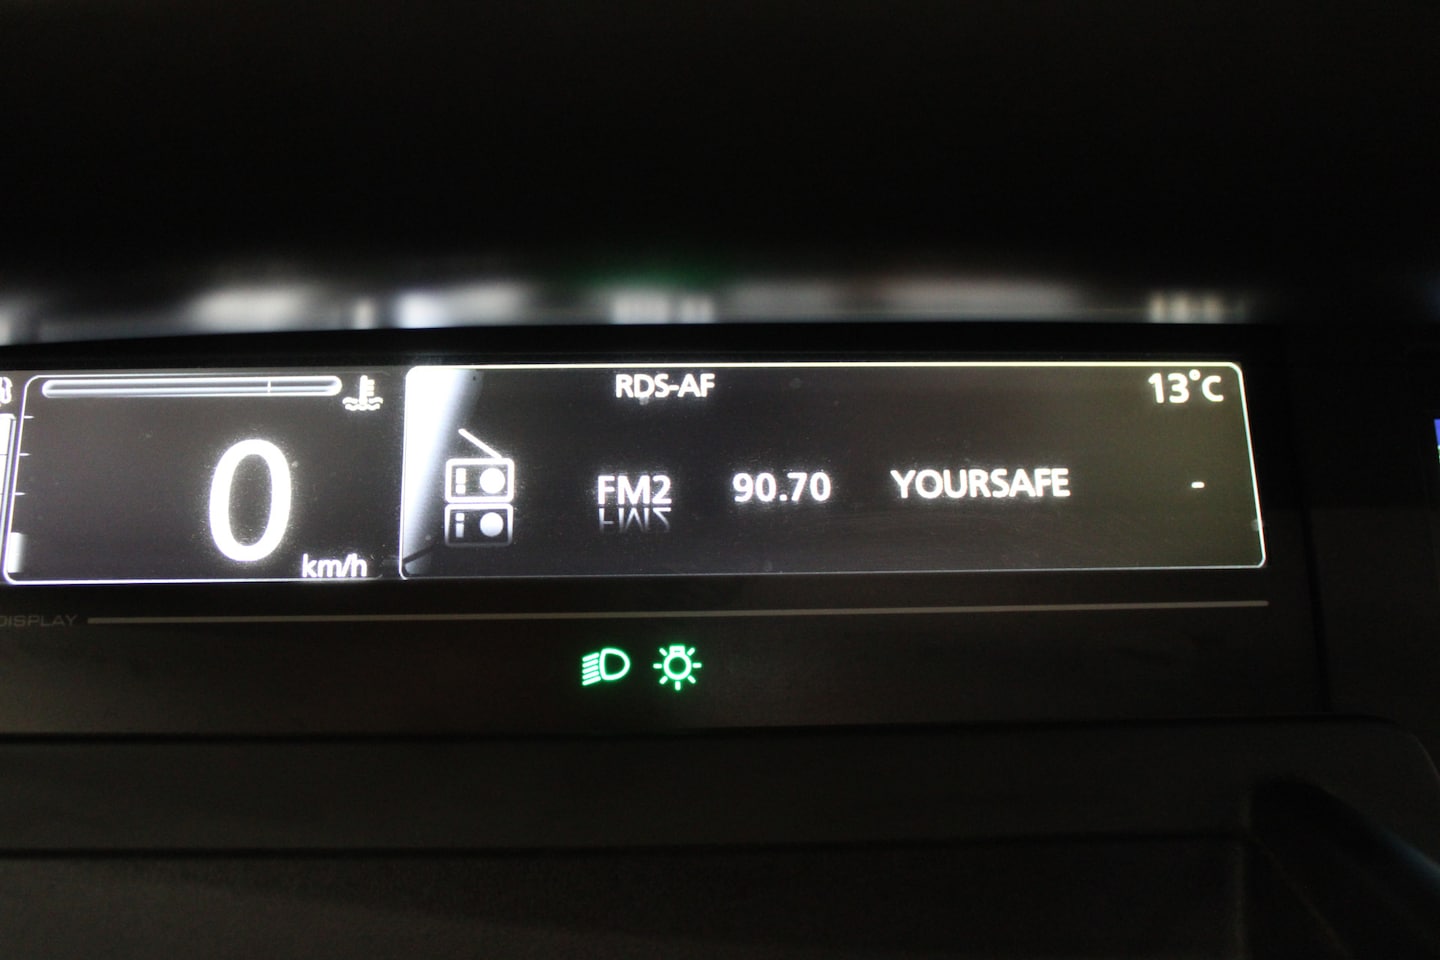 RDS-AF 13°C
0 km/h
FM2 90.70 YOURSAFE -
DISPLAY